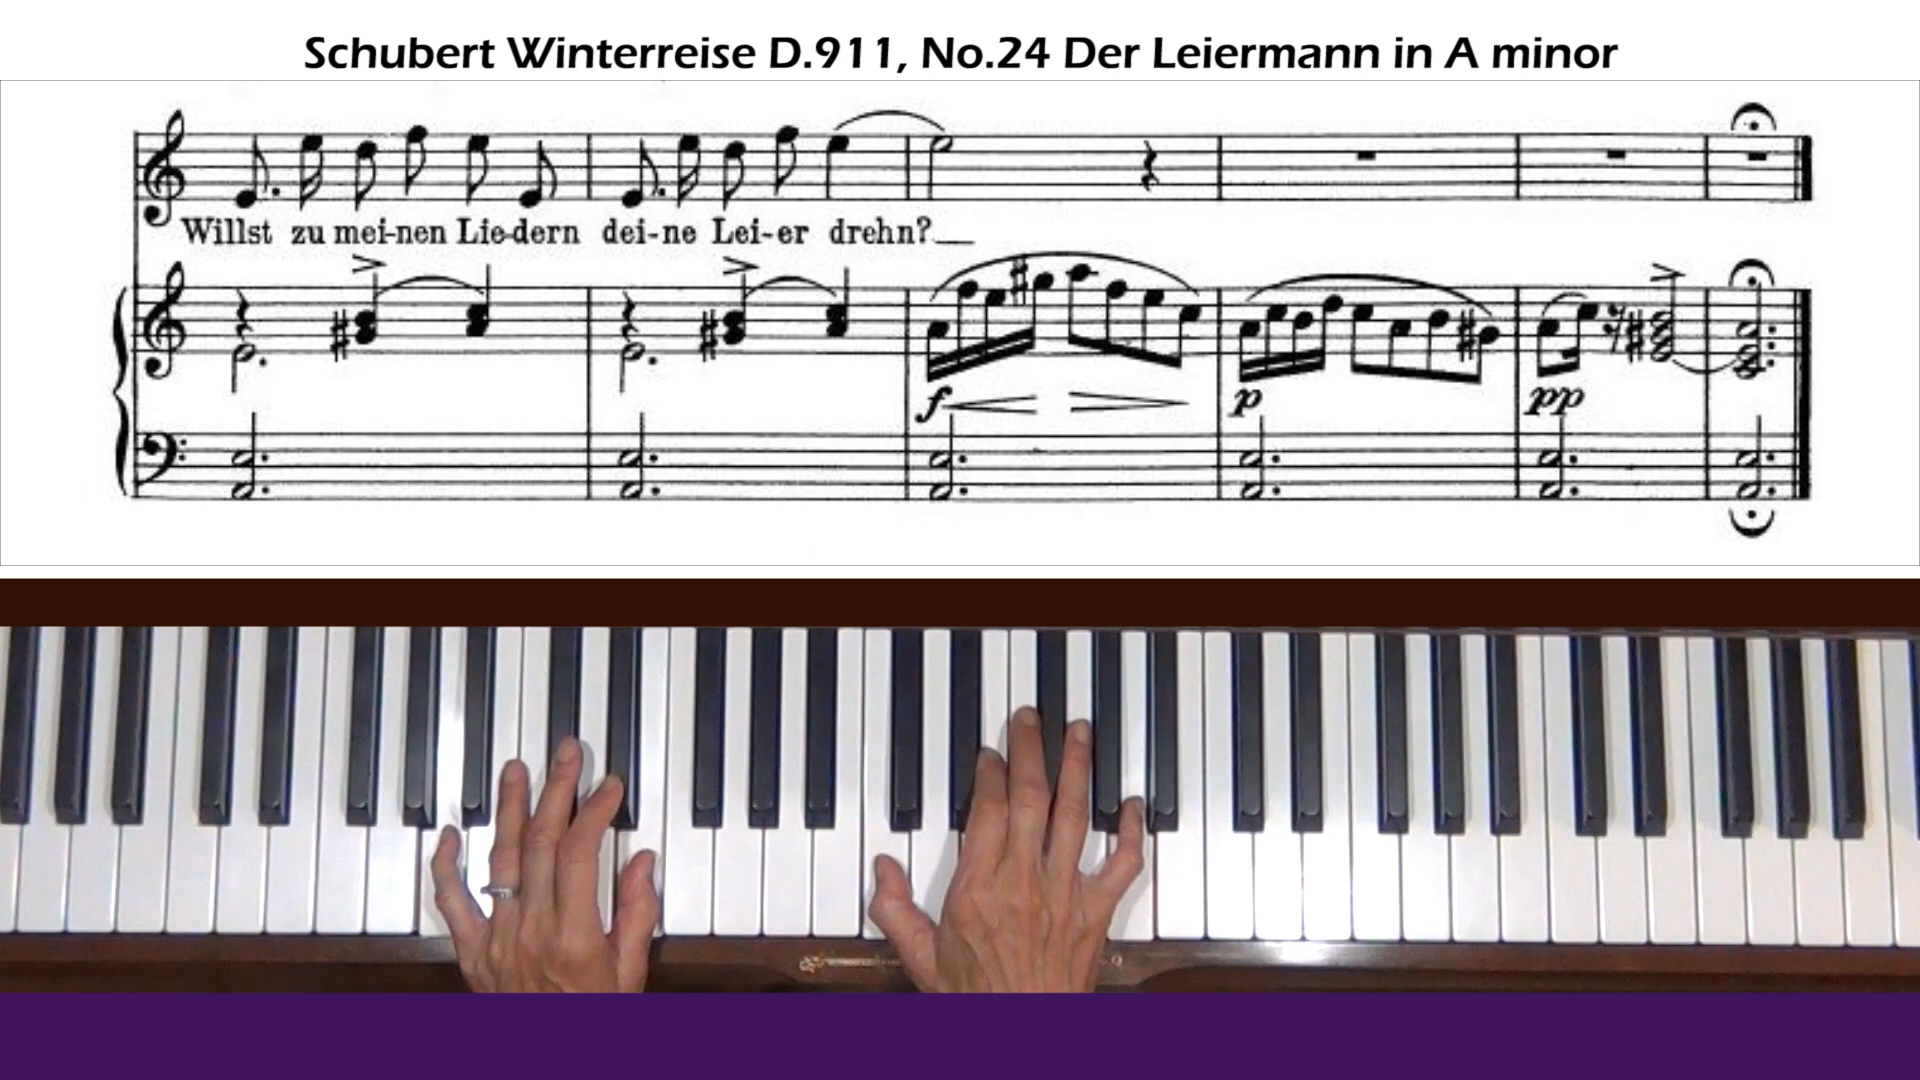 Schubert Winterreise D.911, No.24 Der Leiermann in A minor
Willst zu mei-nen Lie-dern dei-ne Lei-er drehn?
f p pp